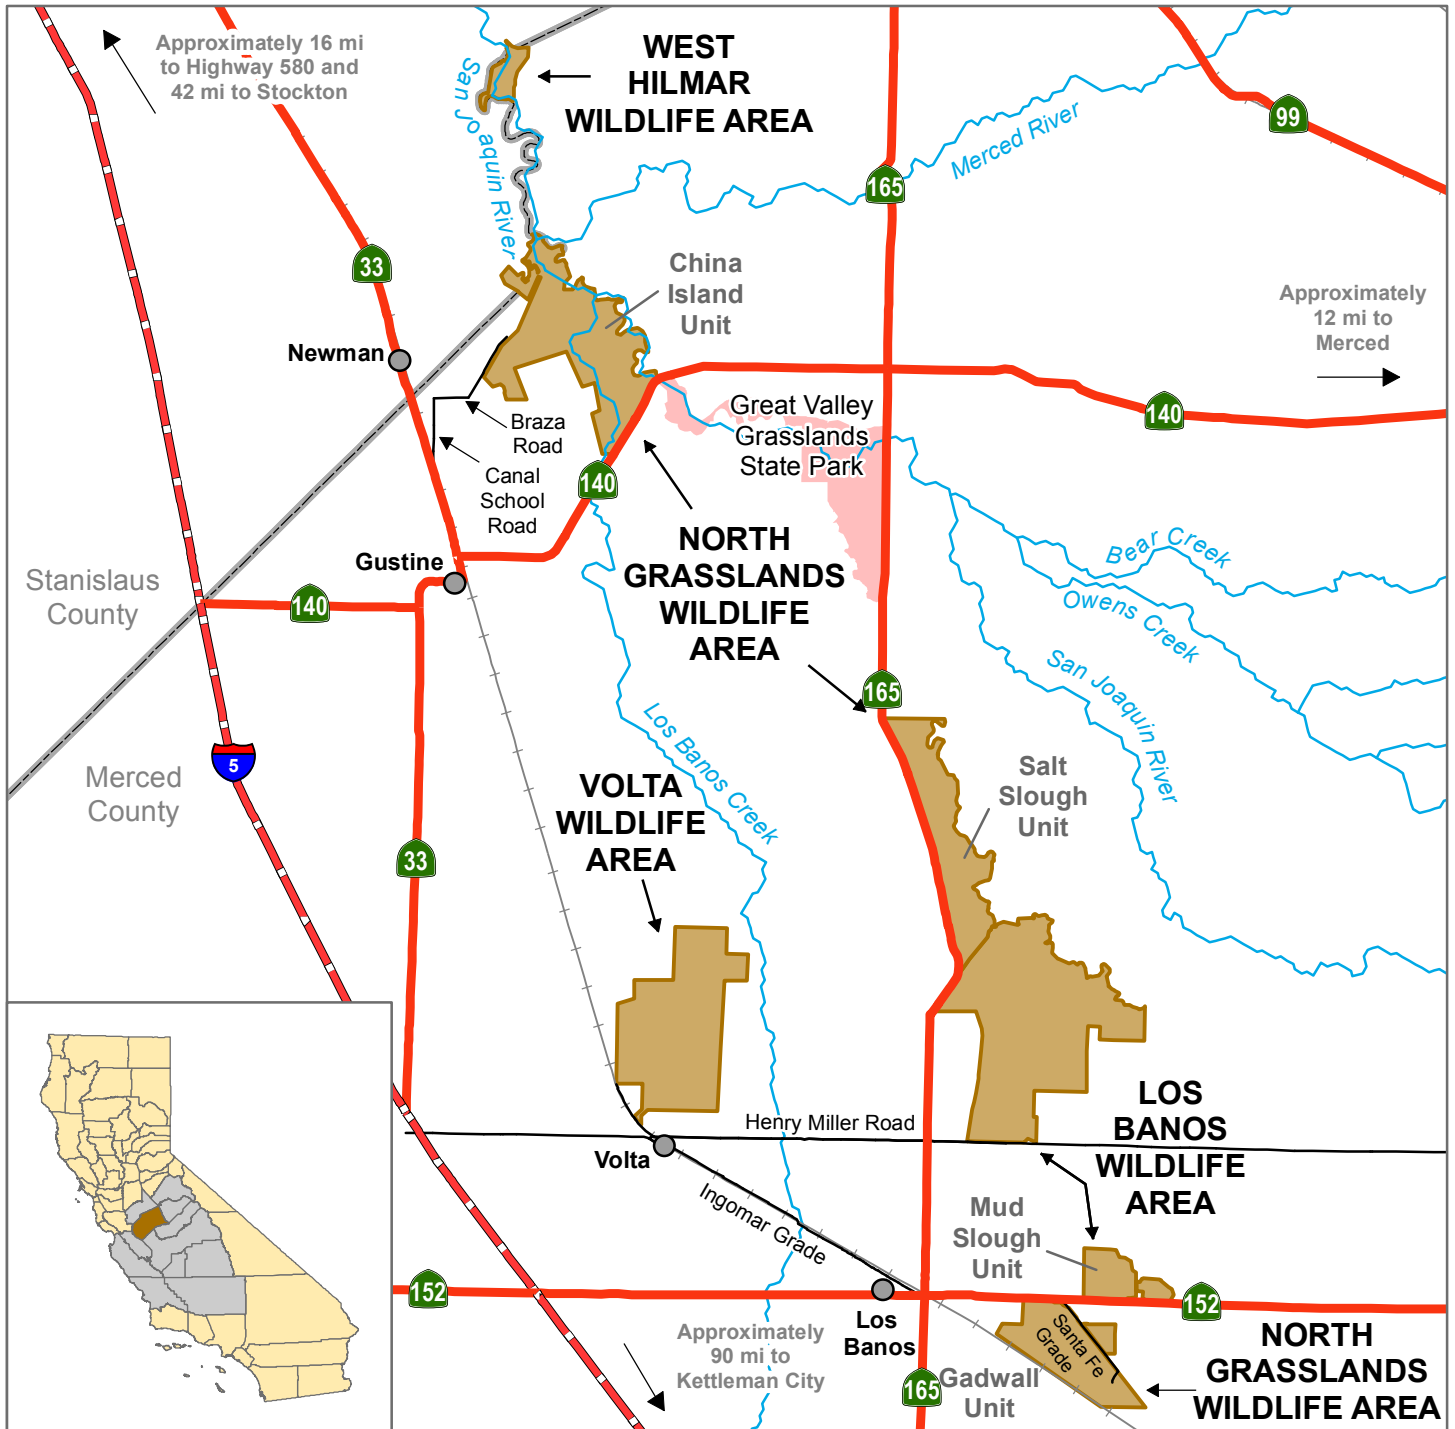 Approximately 16 mi
to Highway 580 and
42 mi to Stockton
WEST
HILMAR
WILDLIFE AREA
San Joaquin River
Merced River
99
165
33
China
Island
Unit
Approximately
12 mi to
Merced
Newman
140
Great Valley
Grasslands
State Park
Braza
Road
Canal
School
Road
140
NORTH
GRASSLANDS
WILDLIFE
AREA
Bear Creek
Owens Creek
San Joaquin River
Gustine
Stanislaus
County
140
165
Los Banos Creek
5
Merced
County
VOLTA
WILDLIFE
AREA
Salt
Slough
Unit
33
Henry Miller Road
LOS
BANOS
WILDLIFE
AREA
Volta
Ingomar Grade
Mud
Slough
Unit
152
152
Los
Banos
Approximately
90 mi to
Kettleman City
Santa Fe
Grade
165
Gadwall
Unit
NORTH
GRASSLANDS
WILDLIFE AREA